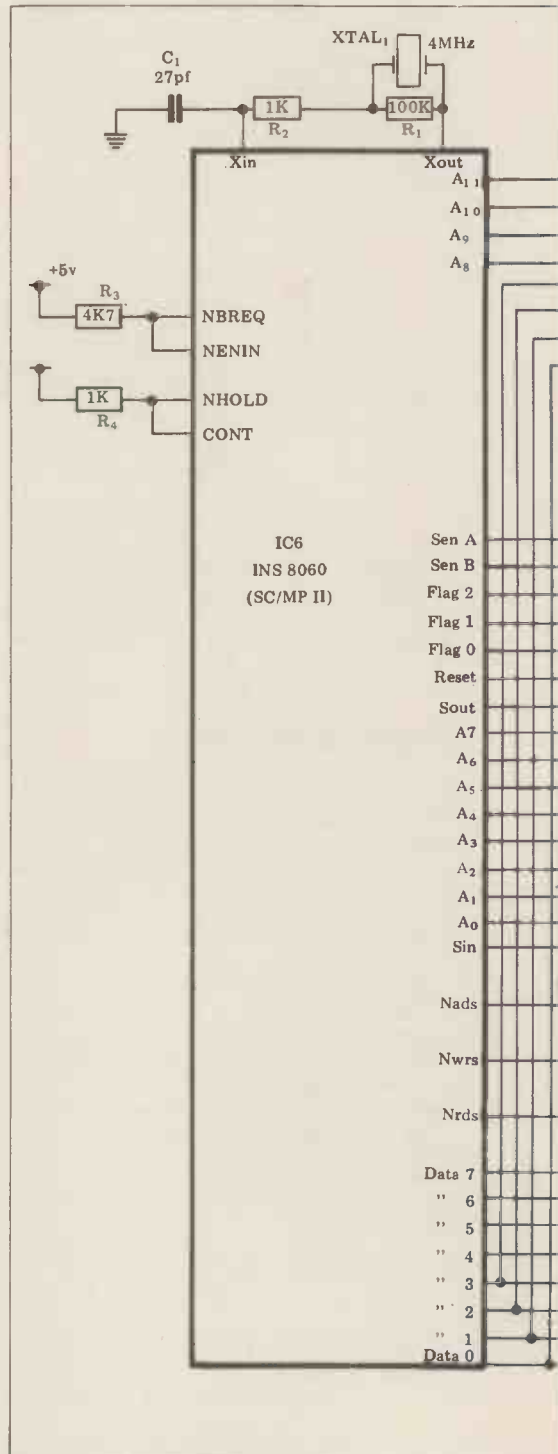 XTAL₁ 4MHz
C₁
27pf
1K
100K
R₂
R₁
Xin
Xout
A₁₁
A₁₀
A₉
A₈
+5v
R₃
4K7
NBREQ
NENIN
1K
R₄
NHOLD
CONT
IC6
INS 8060
(SC/MP II)
Sen A
Sen B
Flag 2
Flag 1
Flag 0
Reset
Sout
A7
A₆
A₅
A₄
A₃
A₂
A₁
A₀
Sin
Nads
Nwrs
Nrds
Data 7
" 6
" 5
" 4
" 3
" 2
" 1
Data 0